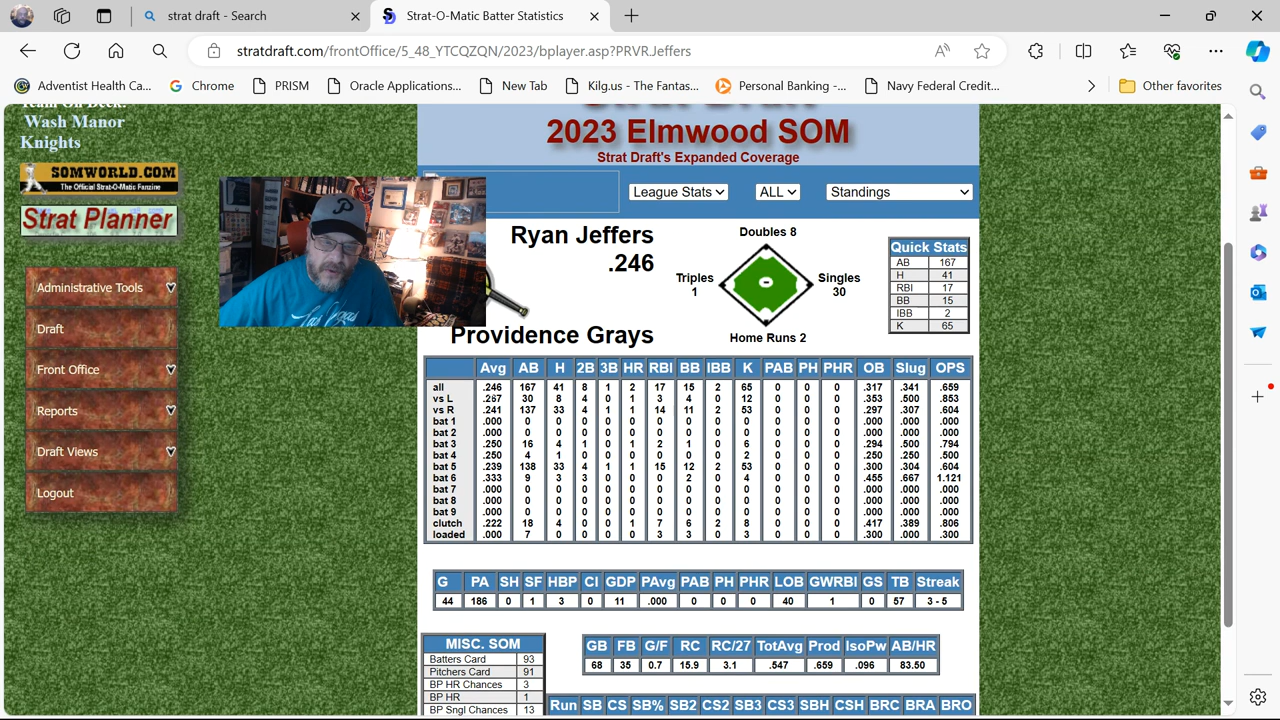 strat draft - Search
Strat-O-Matic Batter Statistics
stratdraft.com/frontOffice/5_48_YTCQZQN/2023/bplayer.asp?PRVR.Jeffers
Adventist Health Ca... Chrome PRISM Oracle Applications... New Tab Kilg.us - The Fantas... Personal Banking -... Navy Federal Credit... Other favorites
Team On Deck:
Wash Manor
Knights
SOMWORLD.COM
The Official Strat-O-Matic Fanzine
Strat Planner
Administrative Tools
Draft
Front Office
Reports
Draft Views
Logout
2023 Elmwood SOM
Strat Draft's Expanded Coverage
League Stats ALL Standings
Ryan Jeffers
.246
Providence Grays
Doubles 8
Triples
1
Singles
30
Home Runs 2
Quick Stats
AB 167
H 41
RBI 17
BB 15
IBB 2
K 65
Avg AB H 2B 3B HR RBI BB IBB K PAB PH PHR OB Slug OPS
all .246 167 41 8 1 2 17 15 2 65 0 0 0 .317 .341 .659
vs L .267 30 8 4 0 1 3 4 0 12 0 0 0 .353 .500 .853
vs R .241 137 33 4 1 1 14 11 2 53 0 0 0 .297 .307 .604
bat 1 .000 0 0 0 0 0 0 0 0 0 0 0 0 .000 .000 .000
bat 2 .000 0 0 0 0 0 0 0 0 0 0 0 0 .000 .000 .000
bat 3 .250 16 4 1 0 1 2 1 0 6 0 0 0 .294 .500 .794
bat 4 .250 4 1 0 0 0 0 0 0 2 0 0 0 .250 .250 .500
bat 5 .239 138 33 4 1 1 15 12 2 53 0 0 0 .300 .304 .604
bat 6 .333 9 3 3 0 0 0 2 0 4 0 0 0 .455 .667 1.121
bat 7 .000 0 0 0 0 0 0 0 0 0 0 0 0 .000 .000 .000
bat 8 .000 0 0 0 0 0 0 0 0 0 0 0 0 .000 .000 .000
bat 9 .000 0 0 0 0 0 0 0 0 0 0 0 0 .000 .000 .000
clutch .222 18 4 0 0 1 7 6 2 8 0 0 0 .417 .389 .806
loaded .000 7 0 0 0 0 3 3 0 3 0 0 0 .300 .000 .300
G PA SH SF HBP CI GDP PAvg PAB PH PHR LOB GWRBI GS TB Streak
44 186 0 1 3 0 11 .000 0 0 0 40 1 0 57 3 - 5
MISC. SOM
Batters Card 93
Pitchers Card 91
BP HR Chances 3
BP HR 1
BP Sngl Chances 13
GB FB G/F RC RC/27 TotAvg Prod IsoPw AB/HR
68 35 0.7 15.9 3.1 .547 .659 .096 83.50
Run SB CS SB% SB2 CS2 SB3 CS3 SBH CSH BRC BRA BRO